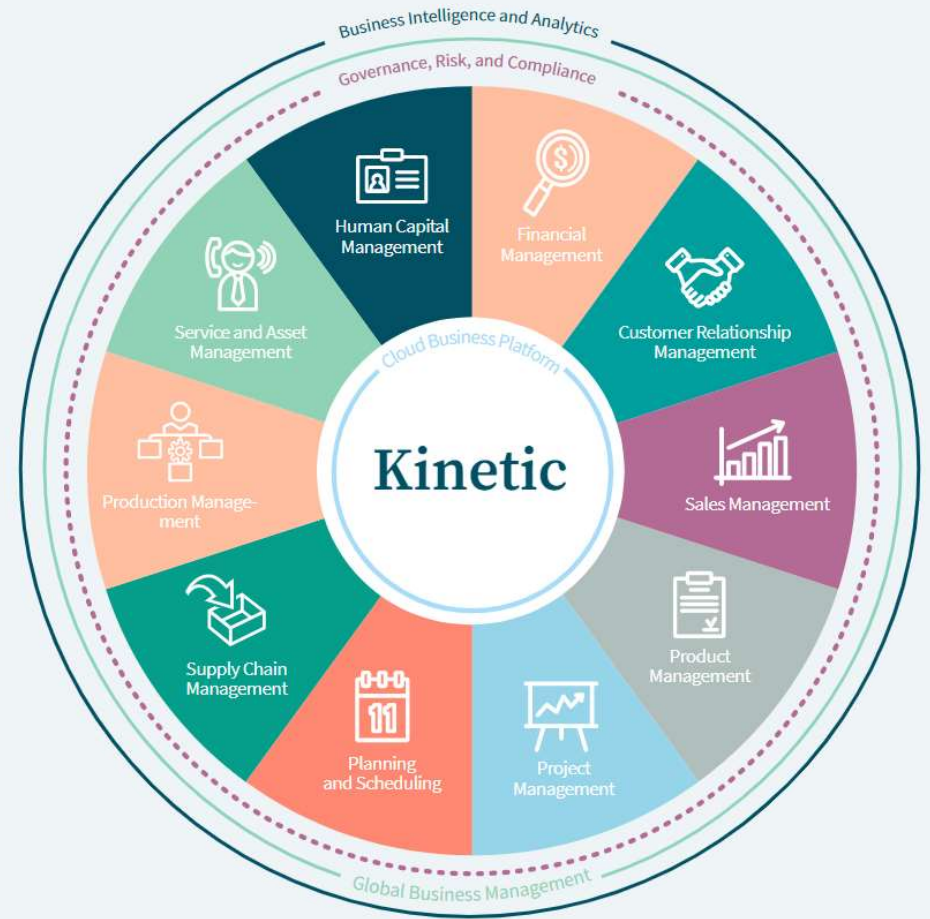 Business Intelligence and Analytics
Governance, Risk, and Compliance
Human Capital
Management
$
Financial
Management
Customer Relationship
Management
Sales Management
Product
Management
Project
Management
11
Planning
and Scheduling
Supply Chain
Management
Production Manage-
ment
Service and Asset
Management
Cloud Business Platform
Kinetic
Global Business Management